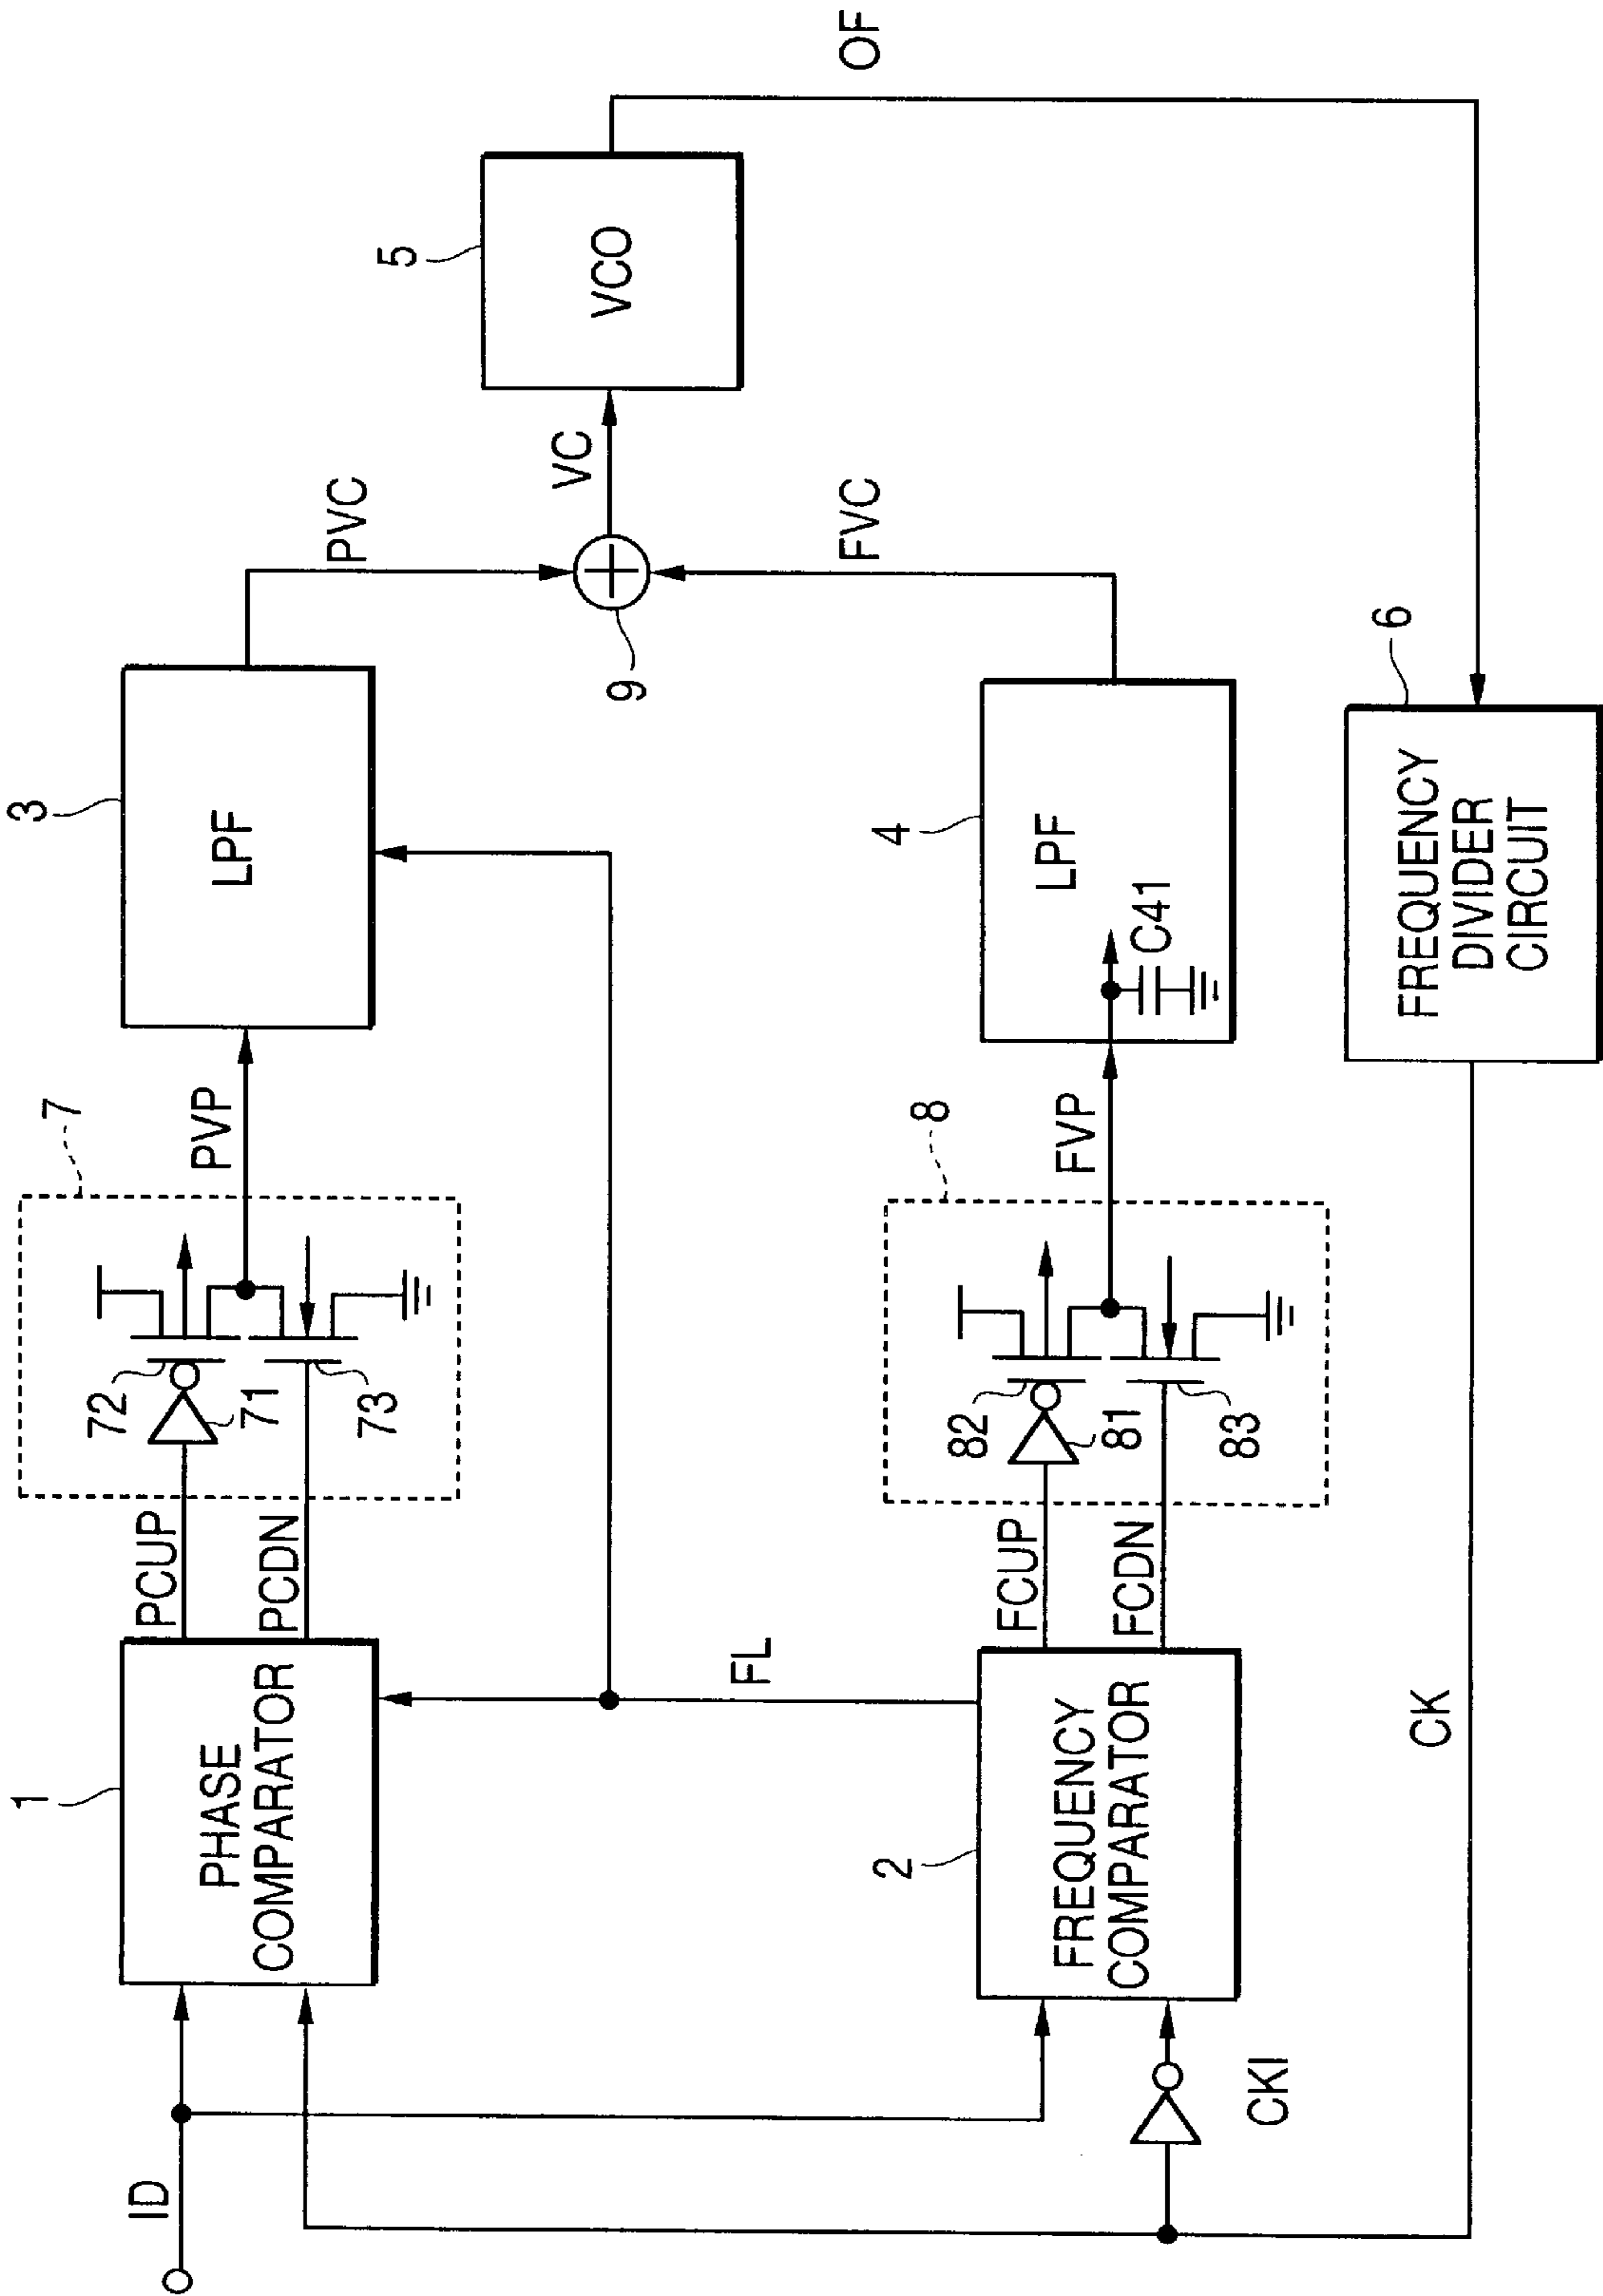 ID
1
PHASE
COMPARATOR
PCUP
PCDN
7
72
71
73
PVP
3
LPF
PVC
FL
VC
9
5
VCO
OF
2
FREQUENCY
COMPARATOR
CKI
FCUP
FCDN
8
82
81
83
FVP
4
LPF
C41
FVC
CK
6
FREQUENCY
DIVIDER
CIRCUIT